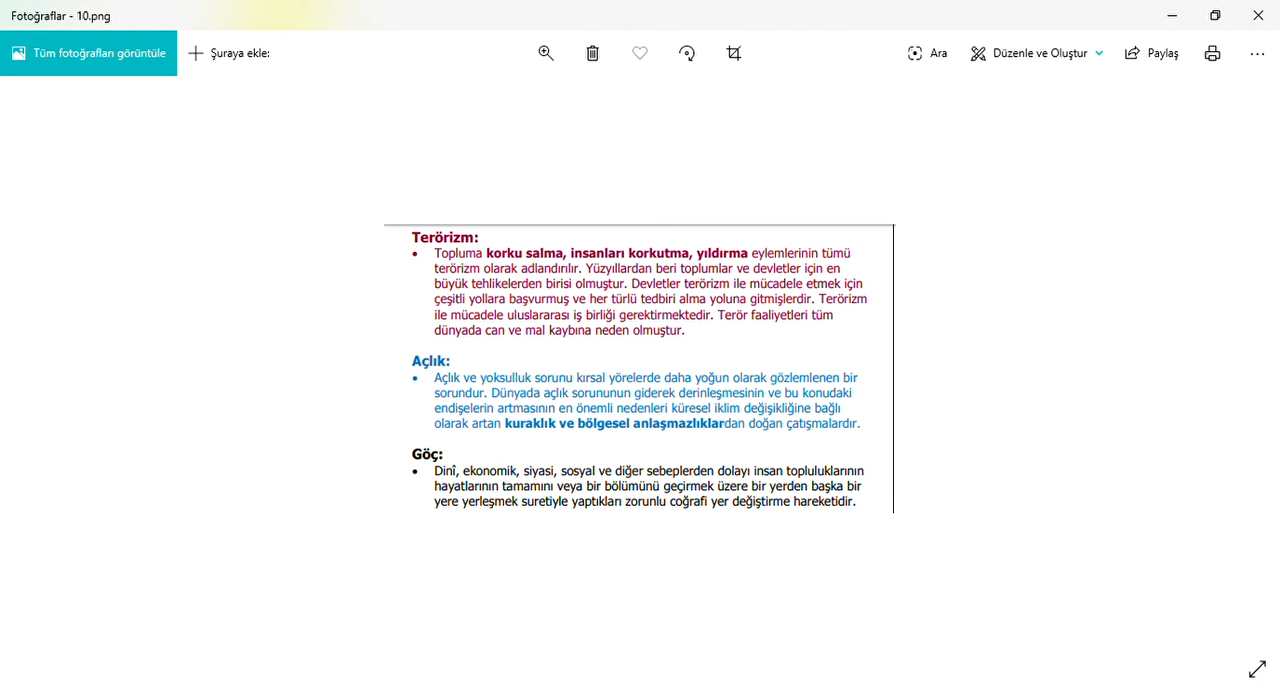 Fotoğraflar - 10.png
Tüm fotoğrafları görüntüle
Şuraya ekle:
Ara
Düzenle ve Oluştur
Paylaş
Terörizm:
• Topluma korku salma, insanları korkutma, yıldırma eylemlerinin tümü
terörizm olarak adlandırılır. Yüzyıllardan beri toplumlar ve devletler için en
büyük tehlikelerden birisi olmuştur. Devletler terörizm ile mücadele etmek için
çeşitli yollara başvurmuş ve her türlü tedbiri alma yoluna gitmişlerdir. Terörizm
ile mücadele uluslararası iş birliği gerektirmektedir. Terör faaliyetleri tüm
dünyada can ve mal kaybına neden olmuştur.
Açlık:
• Açlık ve yoksulluk sorunu kırsal yörelerde daha yoğun olarak gözlemlenen bir
sorundur. Dünyada açlık sorununun giderek derinleşmesinin ve bu konudaki
endişelerin artmasının en önemli nedenleri küresel iklim değişikliğine bağlı
olarak artan kuraklık ve bölgesel anlaşmazlıklardan doğan çatışmalardır.
Göç:
• Dinî, ekonomik, siyasi, sosyal ve diğer sebeplerden dolayı insan topluluklarının
hayatlarının tamamını veya bir bölümünü geçirmek üzere bir yerden başka bir
yere yerleşmek suretiyle yaptıkları zorunlu coğrafi yer değiştirme hareketidir.